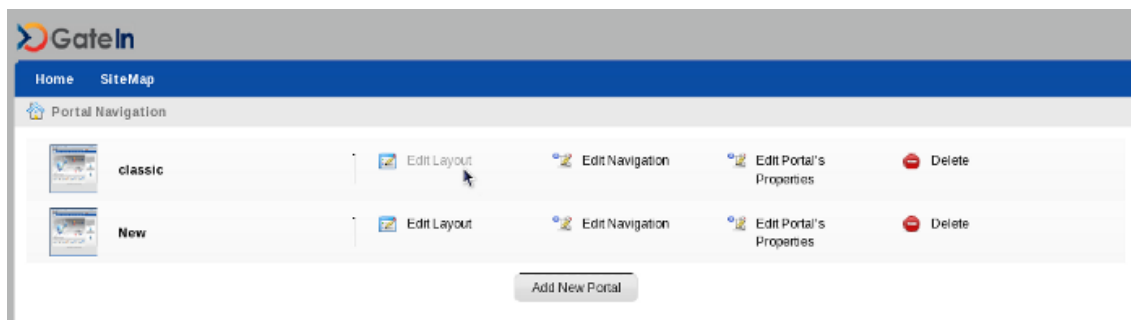 GateIn
Home SiteMap
Portal Navigation
classic Edit Layout Edit Navigation Edit Portal's Delete
Properties
New Edit Layout Edit Navigation Edit Portal's Delete
Properties
Add New Portal